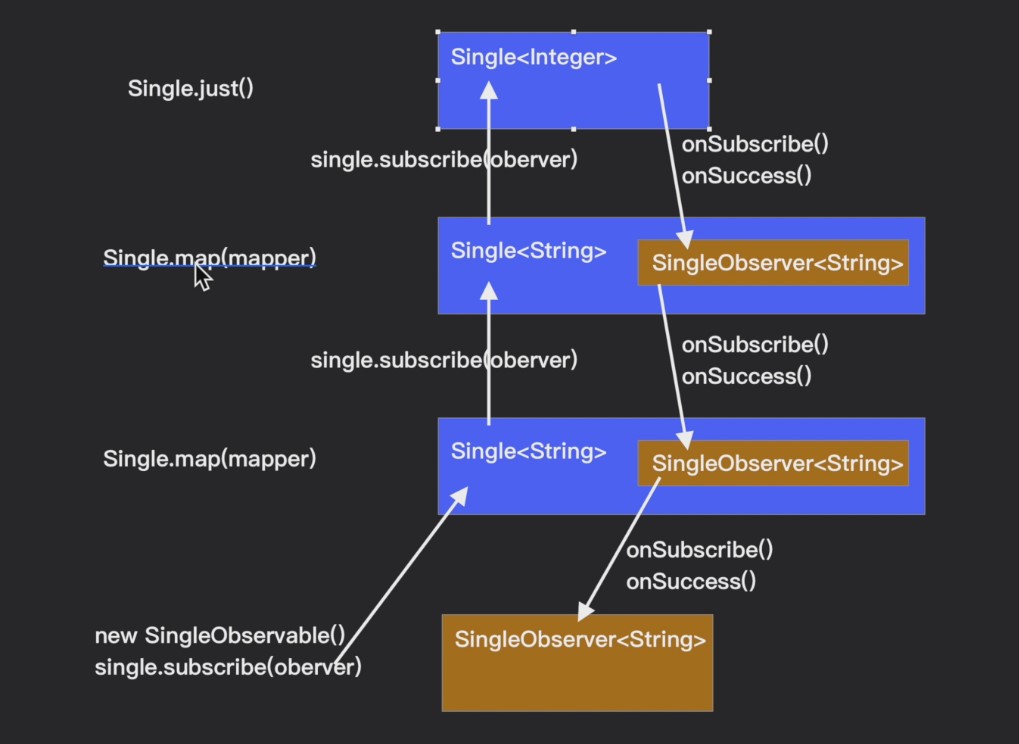 Single<Integer>
Single.just()
onSubscribe()
single.subscribe(oberver)
onSuccess()
Single<String>
Single.map(mapper)
SingleObserver<String>
onSubscribe()
single.subscribe(oberver)
onSuccess()
Single<String>
Single.map(mapper)
SingleObserver<String>
onSubscribe()
onSuccess()
new SingleObservable()
single.subscribe(oberver)
SingleObserver<String>